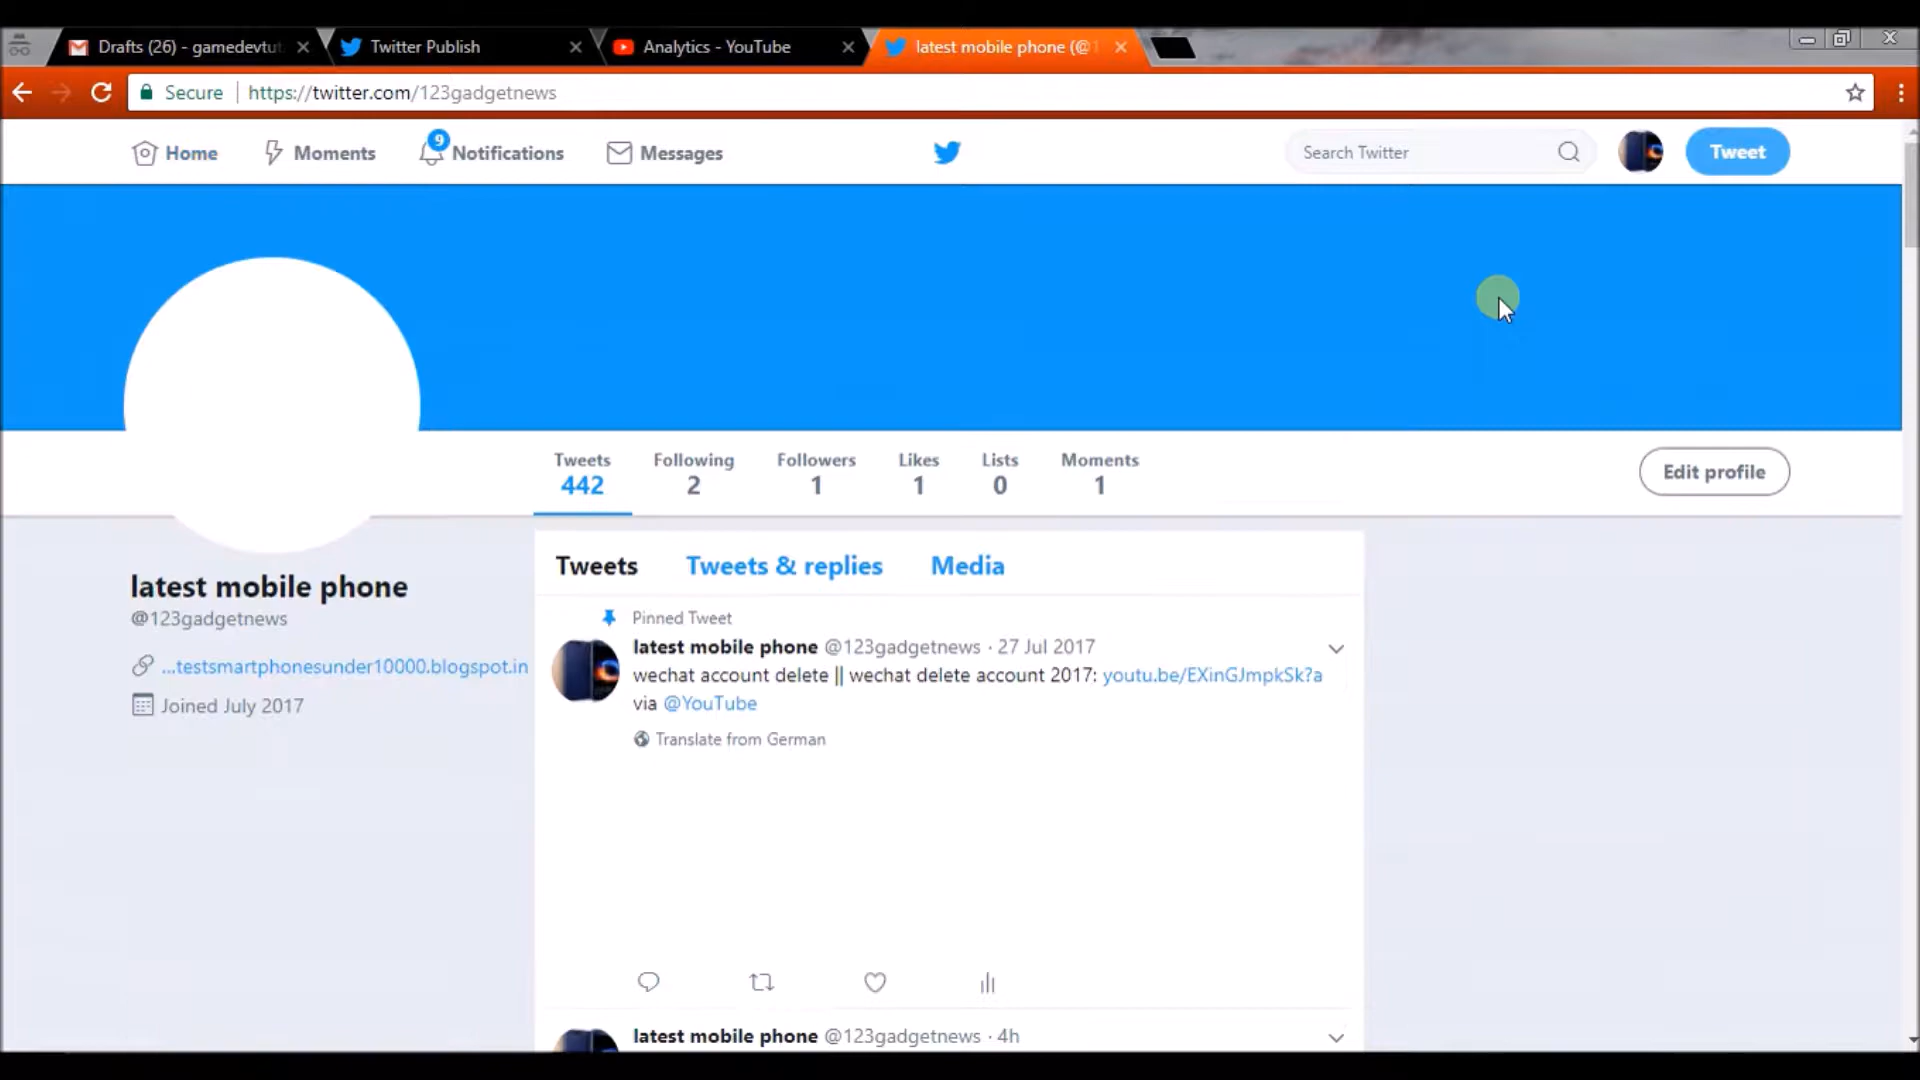 Drafts (26) - gamedevtut
Twitter Publish
Analytics - YouTube
latest mobile phone (@1
Secure
https://twitter.com/123gadgetnews
Home
Moments
9
Notifications
Messages
Search Twitter
Tweet
Tweets
442
Following
2
Followers
1
Likes
1
Lists
0
Moments
1
Edit profile
latest mobile phone
@123gadgetnews
...testsmartphonesunder10000.blogspot.in
Joined July 2017
Tweets
Tweets & replies
Media
Pinned Tweet
latest mobile phone @123gadgetnews · 27 Jul 2017
wechat account delete || wechat delete account 2017: youtu.be/EXinGJmpkSk?a
via @YouTube
Translate from German
latest mobile phone @123gadgetnews · 4h